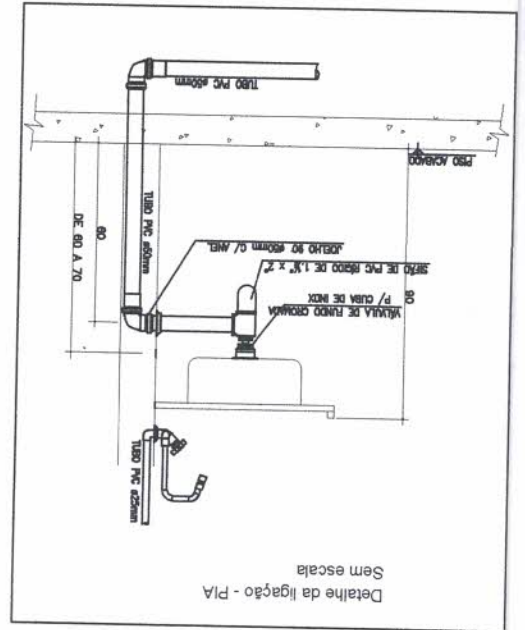 Detalhe da ligação - PIA
Sem escala
TUBO PVC ø25mm
VÁLVULA DE FUNDO CROMADA
P/ CUBA DE INOX
SIFÃO DE PVC RÍGIDO DE 1.½" x 2"
JOELHO 90° ø50mm C/ ANEL
90
DE 60 A 70
60
TUBO PVC ø50mm
PISO ACABADO
TUBO PVC ø50mm